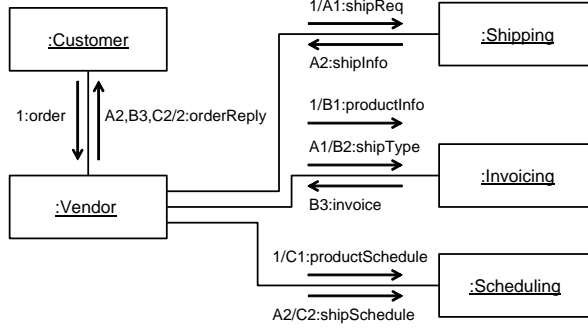 1/A1:shipReq
:Customer
:Shipping
A2:shipInfo
1/B1:productInfo
1:order
A2,B3,C2/2:orderReply
A1/B2:shipType
:Vendor
:Invoicing
B3:invoice
1/C1:productSchedule
:Scheduling
A2/C2:shipSchedule